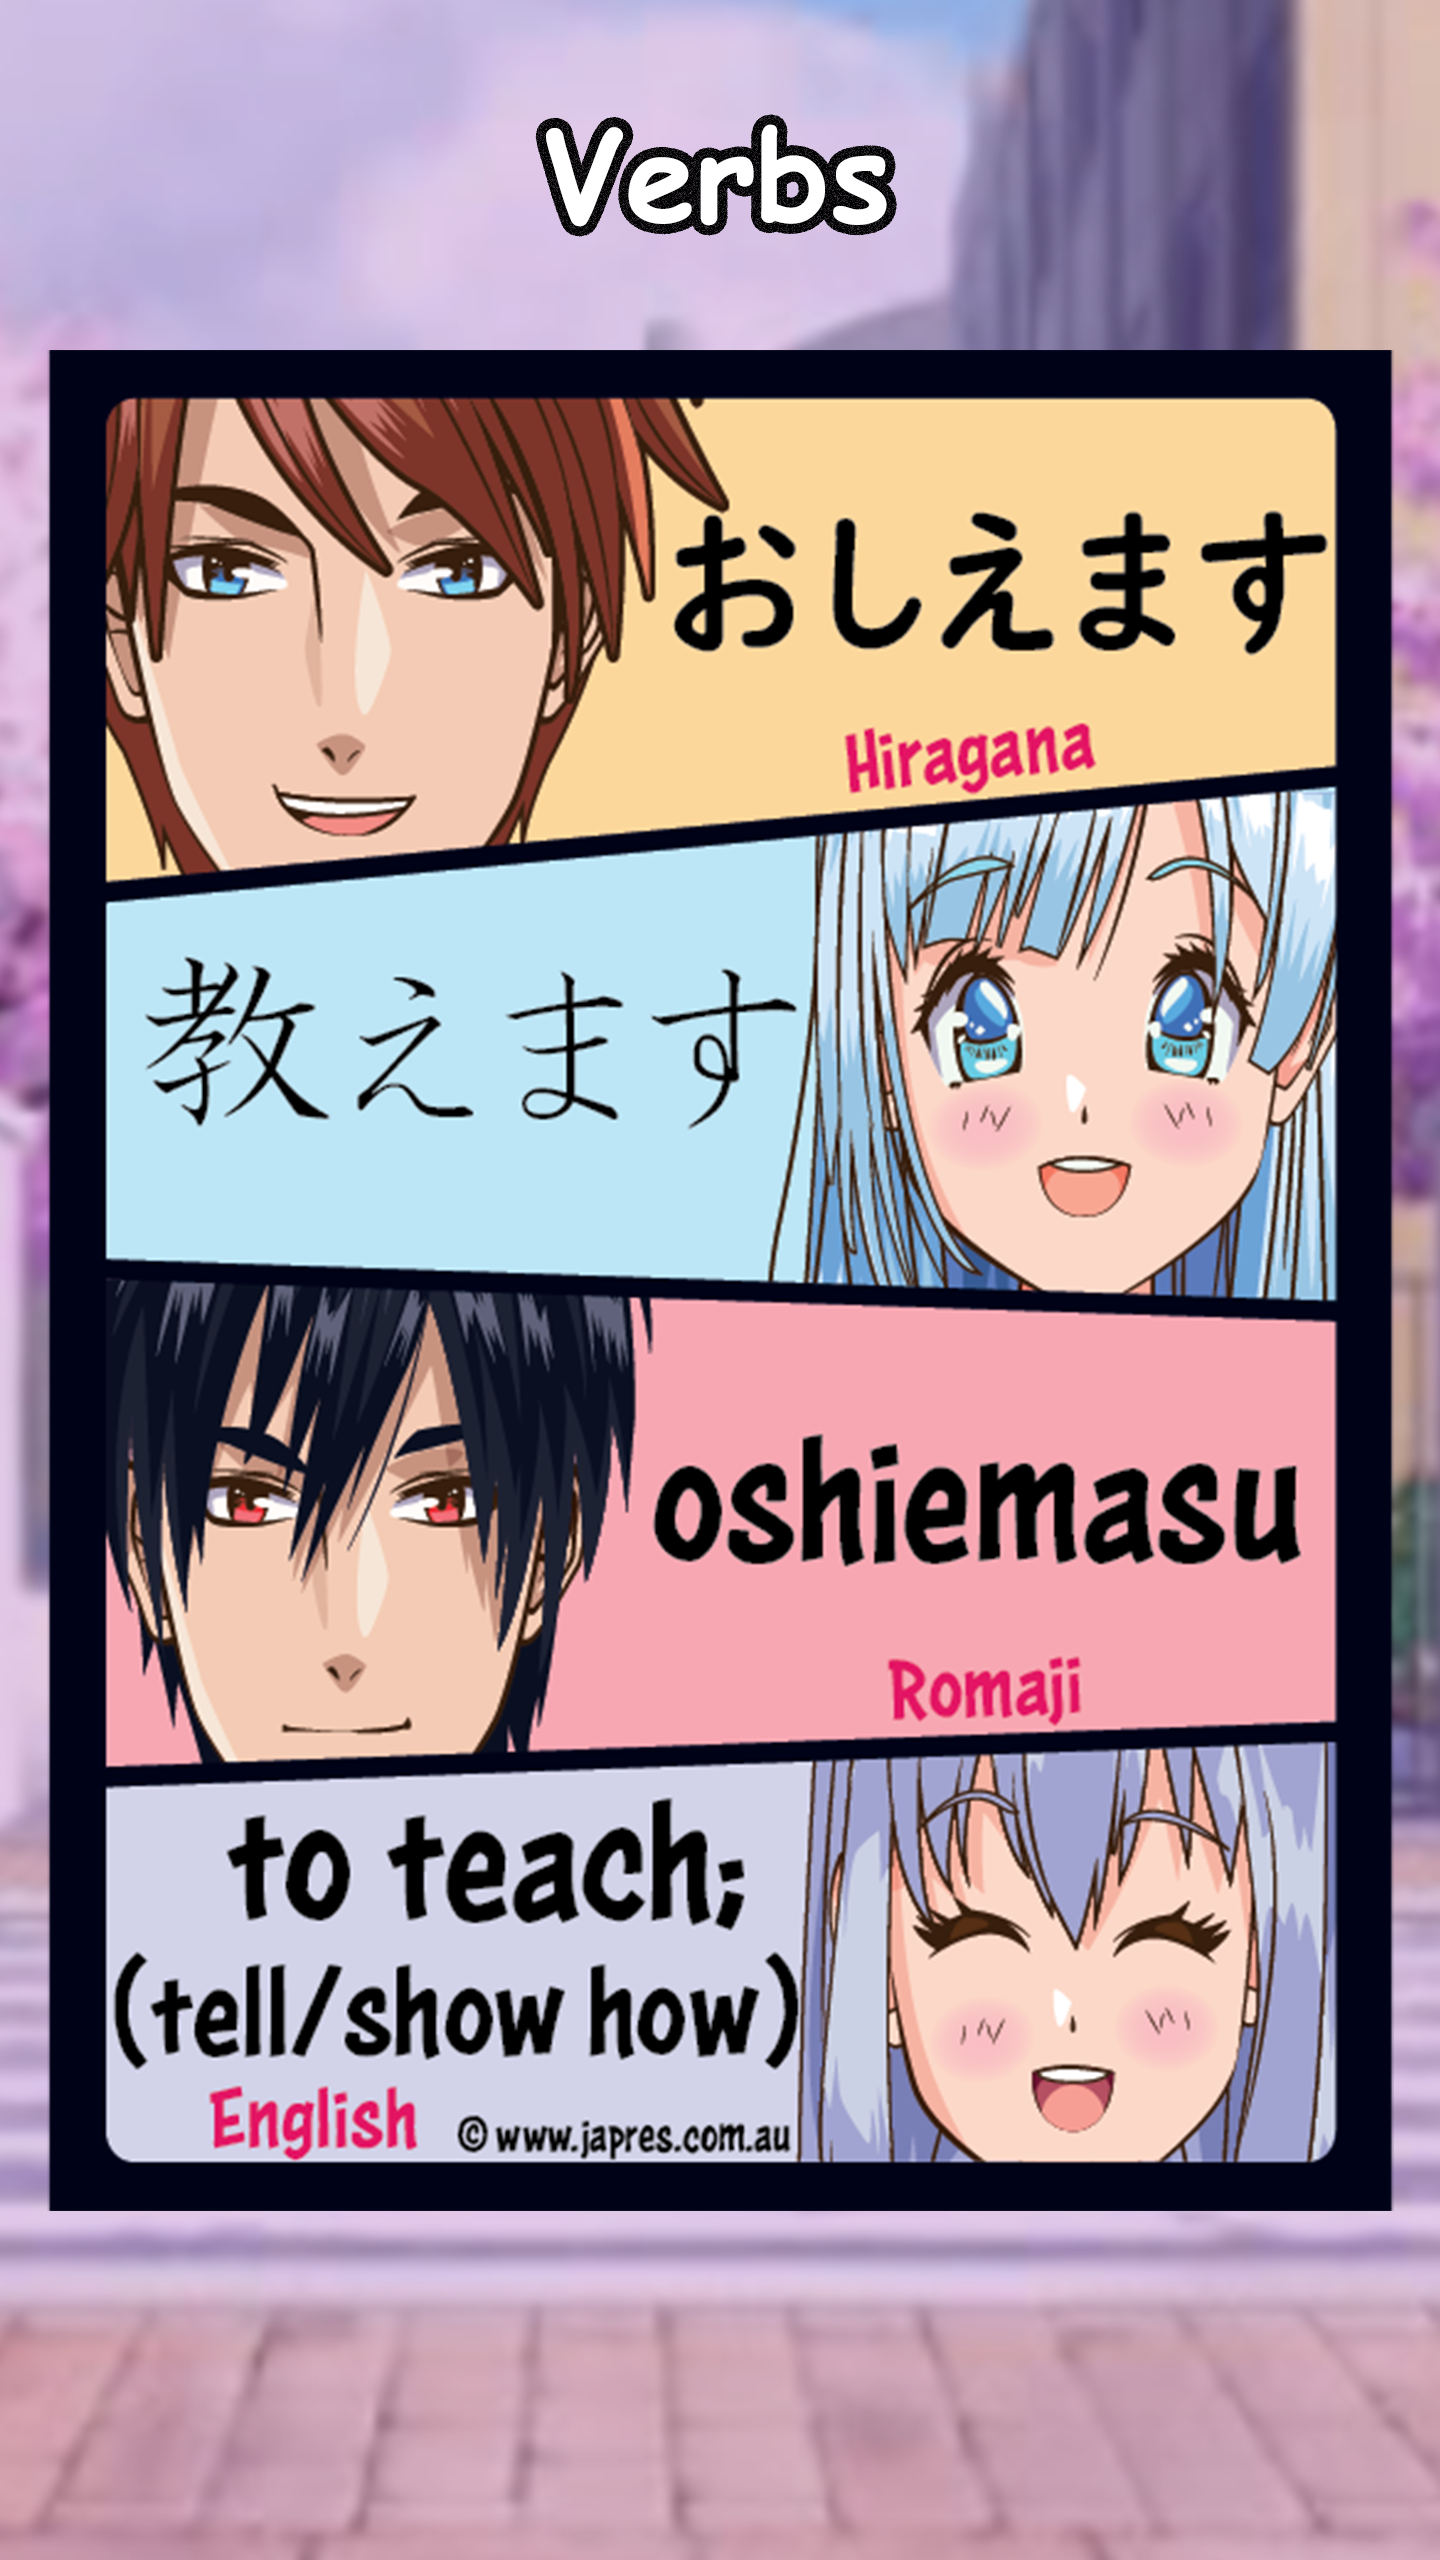 Verbs
おしえます
Hiragana
教えます
oshiemasu
Romaji
to teach;
(tell/show how)
English
© www.japres.com.au